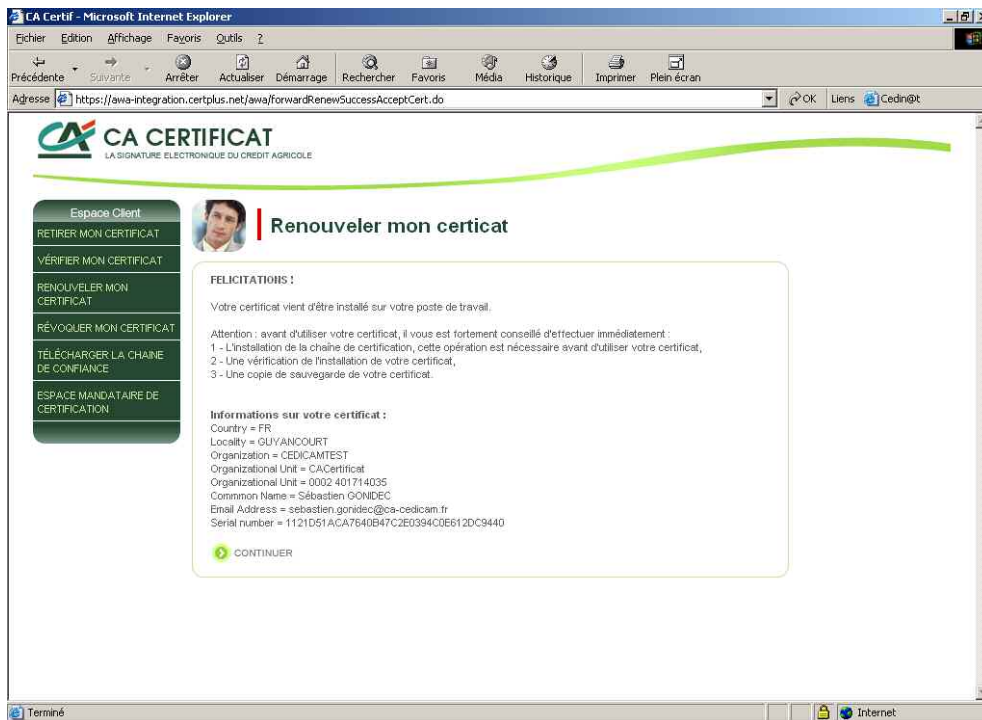 CA Certif - Microsoft Internet Explorer
Fichier Edition Affichage Favoris Outils ?
Précédente Suivante Arrêter Actualiser Démarrage Rechercher Favoris Média Historique Imprimer Plein écran
Adresse https://awa-integration.certplus.net/awa/forwardRenewSuccessAcceptCert.do OK Liens Cedin@t
CA CERTIFICAT
LA SIGNATURE ELECTRONIQUE DU CREDIT AGRICOLE
Espace Client
RETIRER MON CERTIFICAT
VÉRIFIER MON CERTIFICAT
RENOUVELER MON
CERTIFICAT
RÉVOQUER MON CERTIFICAT
TÉLÉCHARGER LA CHAINE
DE CONFIANCE
ESPACE MANDATAIRE DE
CERTIFICATION
Renouveler mon certicat
FELICITATIONS !
Votre certificat vient d'être installé sur votre poste de travail.
Attention : avant d'utiliser votre certificat, il vous est fortement conseillé d'effectuer immédiatement :
1 - L'installation de la chaîne de certification, cette opération est nécessaire avant d'utiliser votre certificat,
2 - Une vérification de l'installation de votre certificat,
3 - Une copie de sauvegarde de votre certificat.
Informations sur votre certificat :
Country = FR
Locality = GUYANCOURT
Organization = CEDICAMTEST
Organizational Unit = CACertificat
Organizational Unit = 0002 401714035
Commmon Name = Sébastien GONIDEC
Email Address = sebastien.gonidec@ca-cedicam.fr
Serial number = 1121D51ACA7640B47C2E0394C0E612DC9440
CONTINUER
Terminé Internet